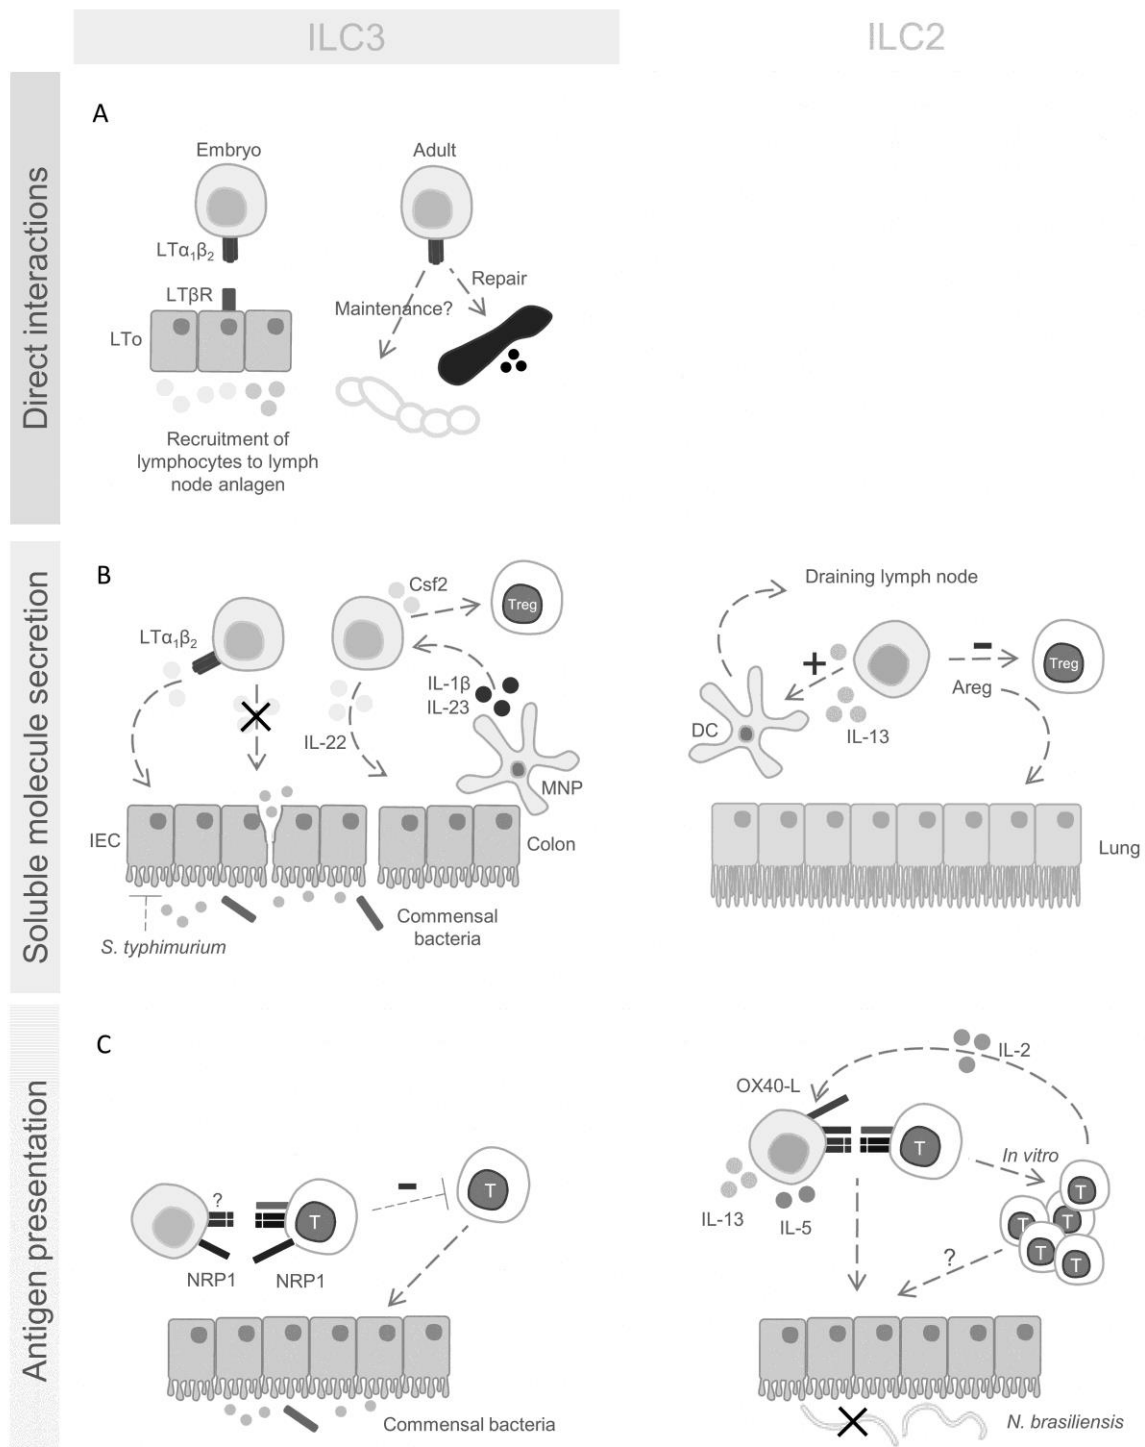 ILC3
ILC2
Direct interactions
A
Embryo
Adult
LTα₁β₂
LTβR
LTo
Recruitment of
lymphocytes to lymph
node anlagen
Repair
Maintenance?
Soluble molecule secretion
B
LTα₁β₂
Csf2
Treg
IL-1β
IL-23
IL-22
MNP
IEC
Colon
Commensal
bacteria
S. typhimurium
Draining lymph node
+
-
Treg
Areg
DC
IL-13
Lung
Antigen presentation
C
?
T
-
T
NRP1
NRP1
Commensal bacteria
IL-2
OX40-L
T
In vitro
IL-13
IL-5
T
T
T
T
T
?
N. brasiliensis